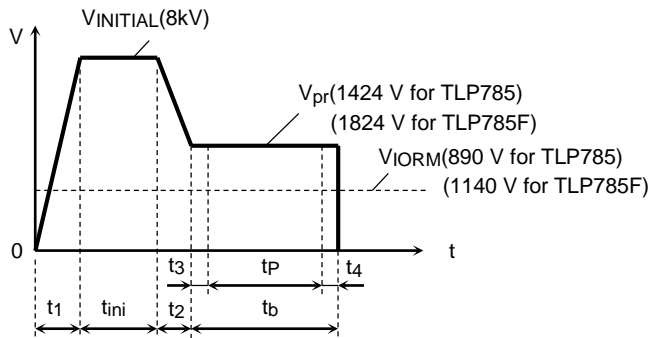 VINITIAL(8kV)
V
Vpr(1424 V for TLP785)
(1824 V for TLP785F)
VIORM(890 V for TLP785)
(1140 V for TLP785F)
0
t
t3
tP
t4
t1
tini
t2
tb